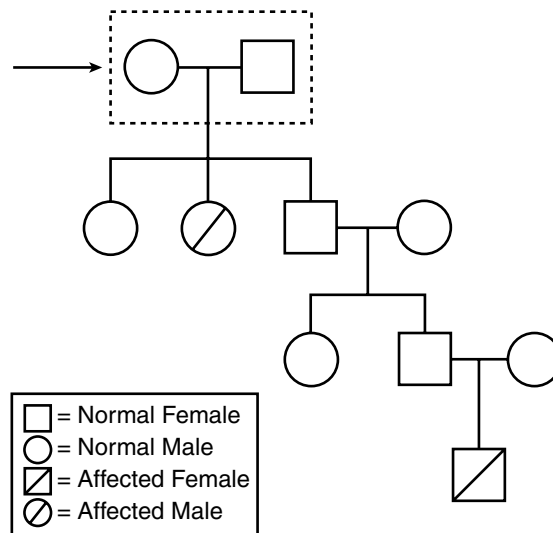 = Normal Female
= Normal Male
= Affected Female
= Affected Male